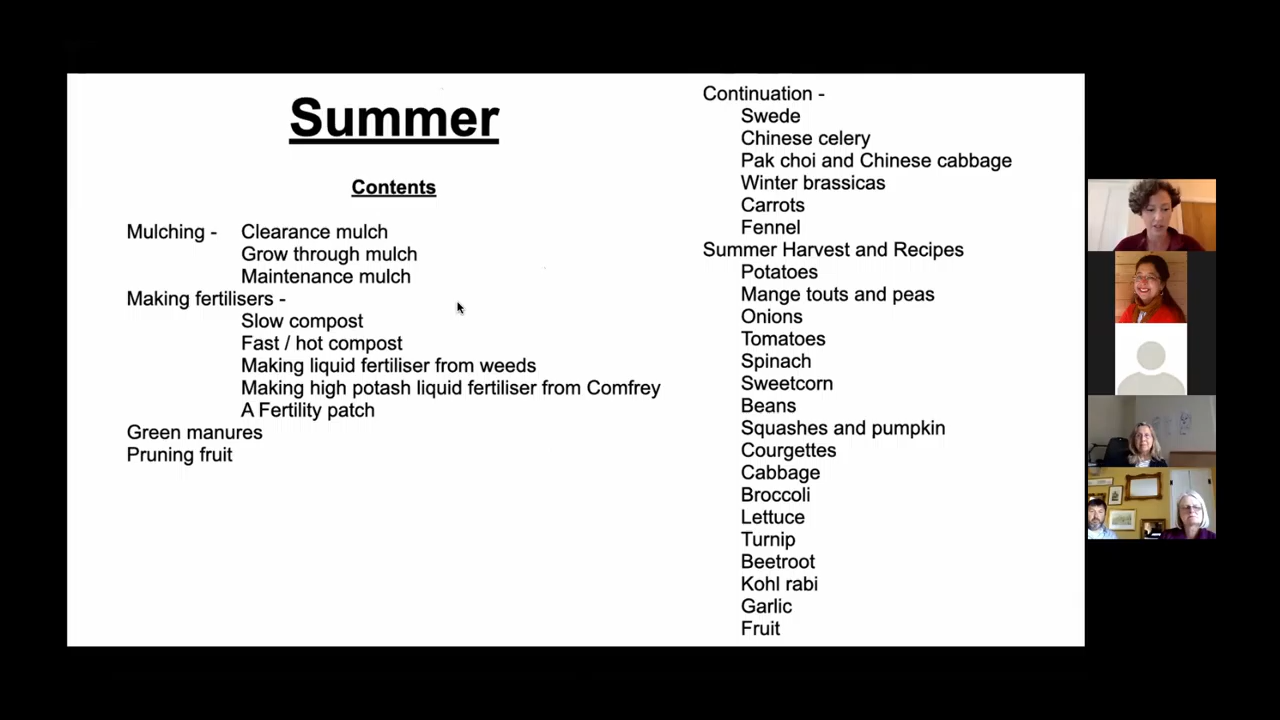 Summer
Contents
Mulching - Clearance mulch
Grow through mulch
Maintenance mulch
Making fertilisers -
Slow compost
Fast / hot compost
Making liquid fertiliser from weeds
Making high potash liquid fertiliser from Comfrey
A Fertility patch
Green manures
Pruning fruit
Continuation -
Swede
Chinese celery
Pak choi and Chinese cabbage
Winter brassicas
Carrots
Fennel
Summer Harvest and Recipes
Potatoes
Mange touts and peas
Onions
Tomatoes
Spinach
Sweetcorn
Beans
Squashes and pumpkin
Courgettes
Cabbage
Broccoli
Lettuce
Turnip
Beetroot
Kohl rabi
Garlic
Fruit